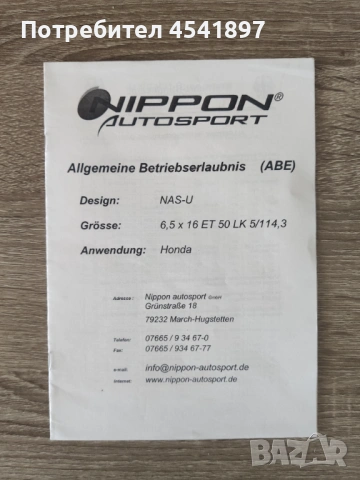 Потребител 4541897
NIPPON®
AUTOSPORT
Allgemeine Betriebserlaubnis (ABE)
Design: NAS-U
Grösse: 6,5 x 16 ET 50 LK 5/114,3
Anwendung: Honda
Adresse: Nippon autosport GmbH
Grünstraße 18
79232 March-Hugstetten
Telefon: 07665 / 9 34 67-0
Fax: 07665 / 934 67-77
e-mail: info@nippon-autosport.de
Internet: www.nippon-autosport.de
BAZAR